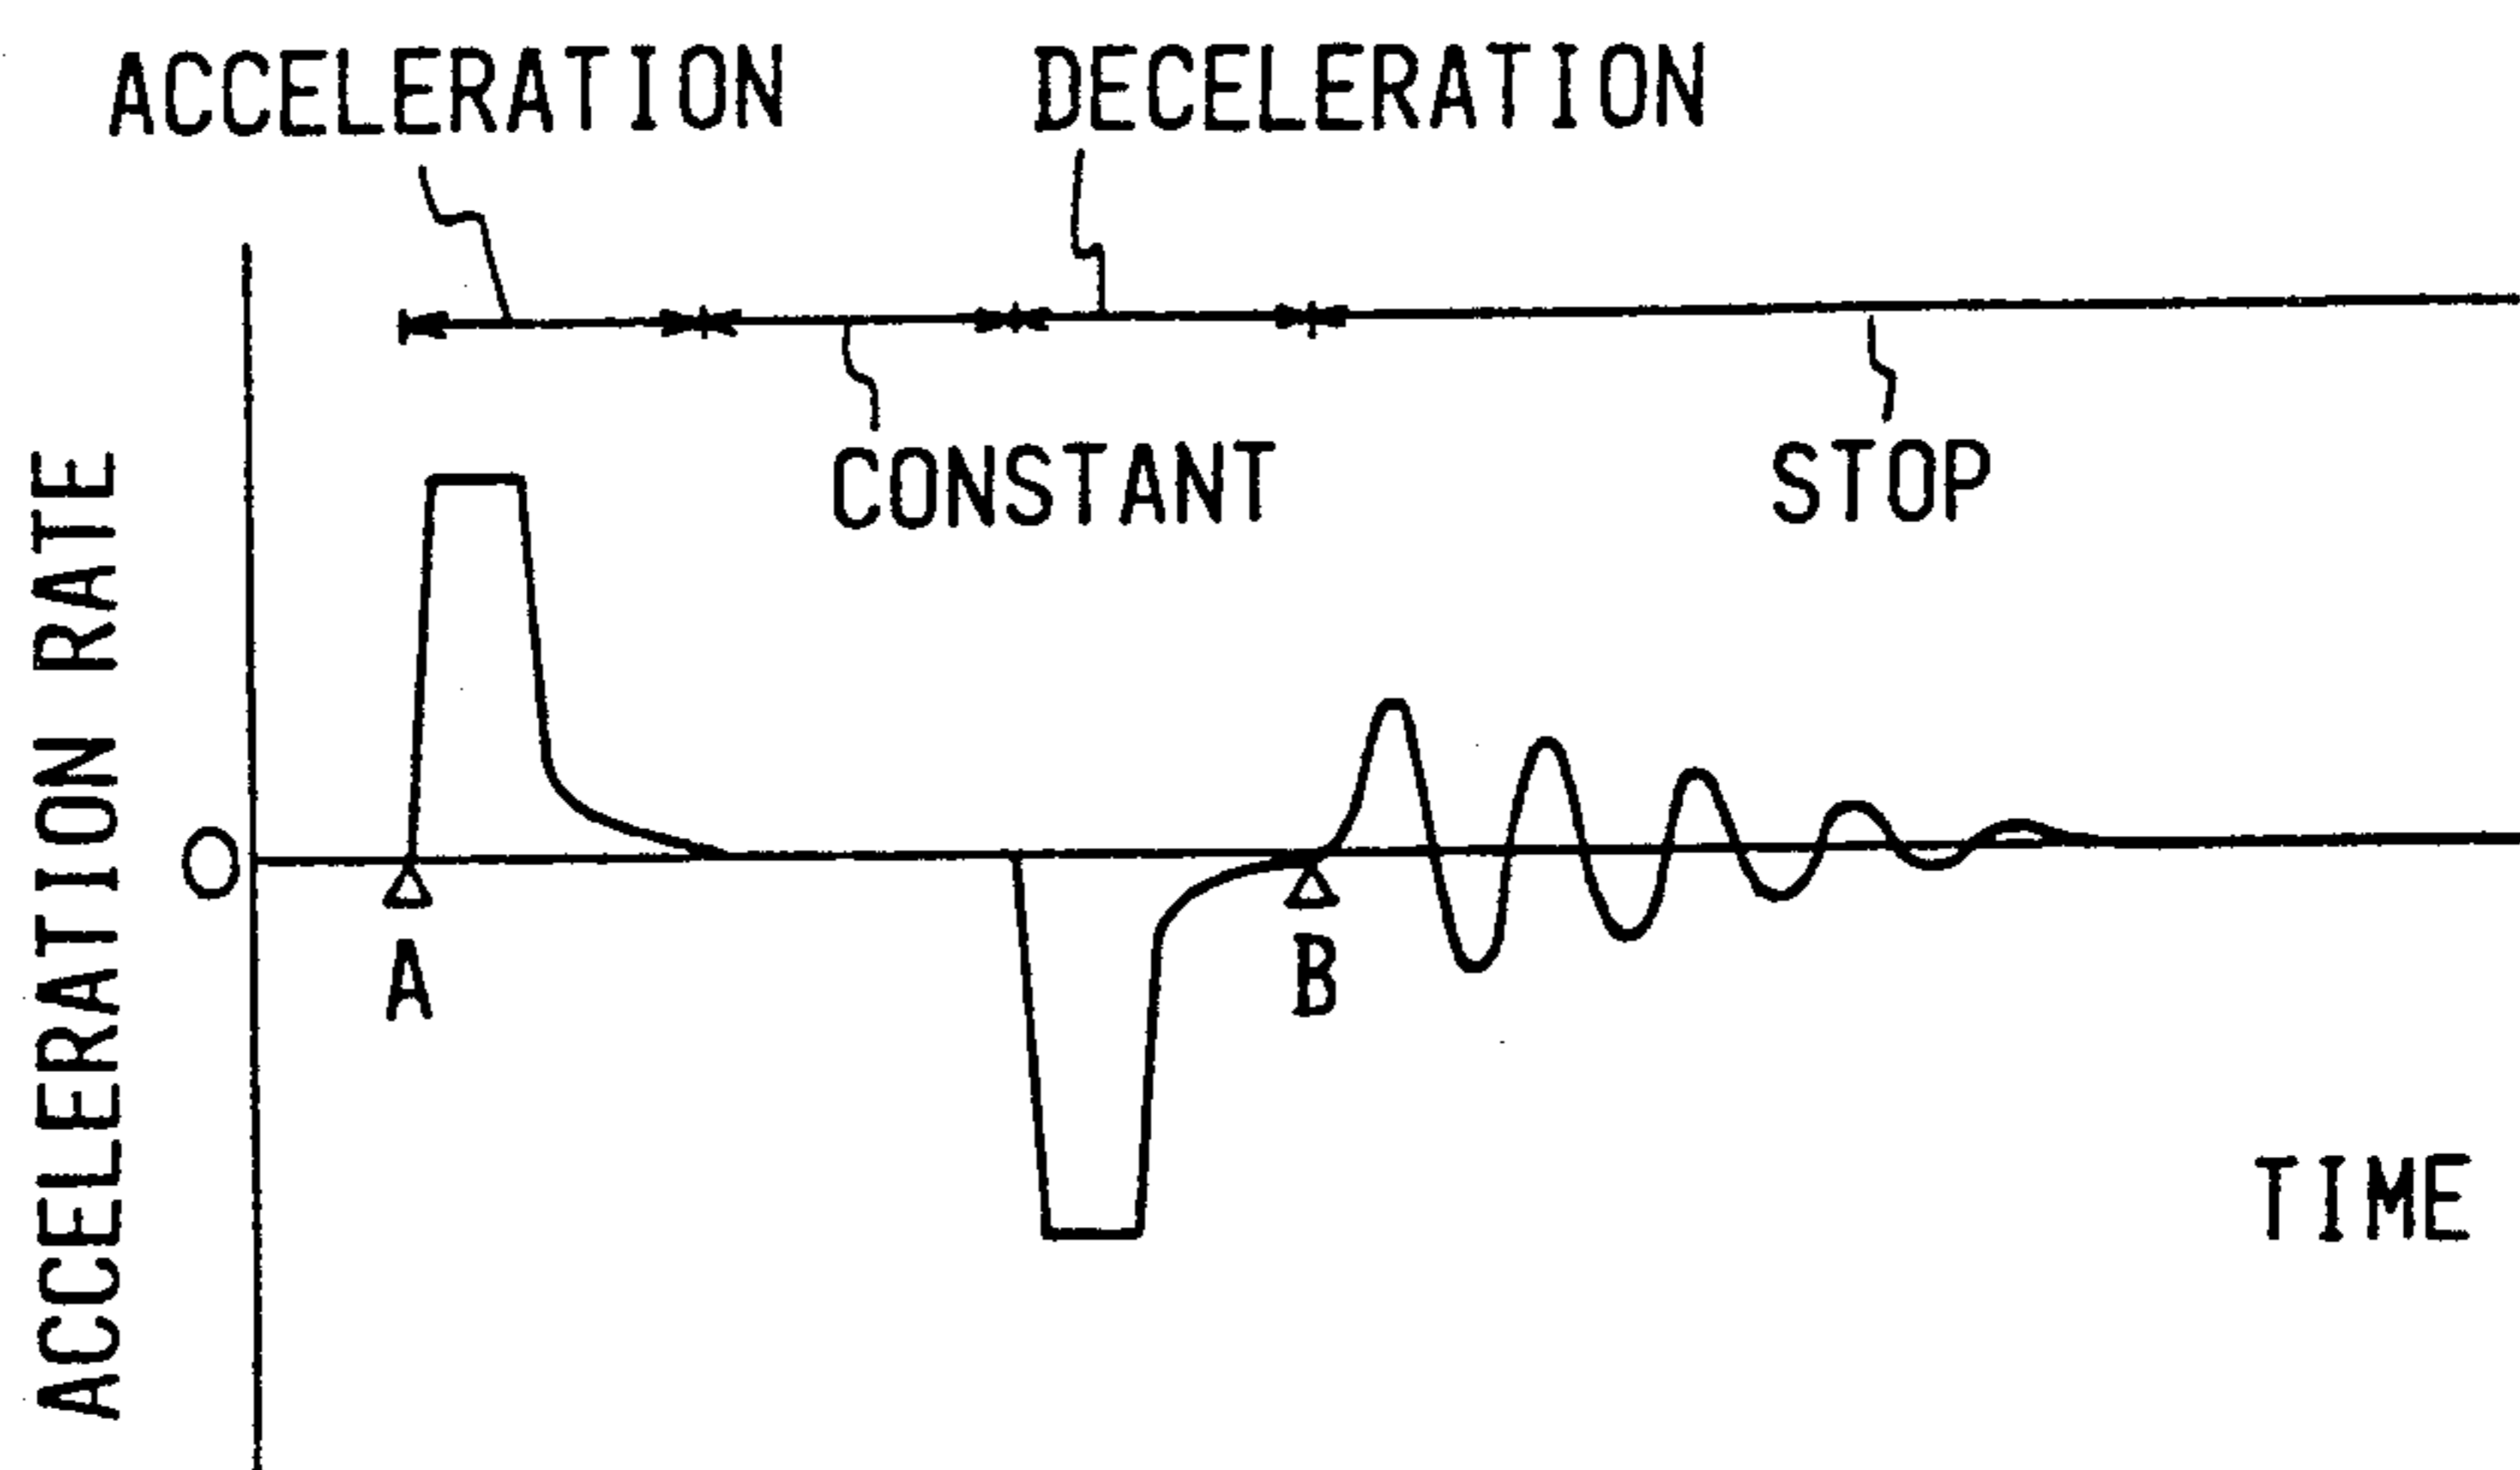 ACCELERATION
DECELERATION
CONSTANT
STOP
ACCELERATION RATE
O
A
B
TIME